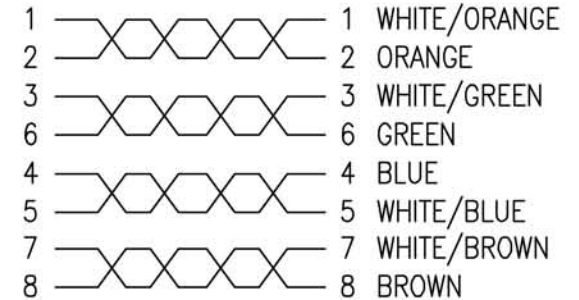 1 1 WHITE/ORANGE
2 2 ORANGE
3 3 WHITE/GREEN
6 6 GREEN
4 4 BLUE
5 5 WHITE/BLUE
7 7 WHITE/BROWN
8 8 BROWN